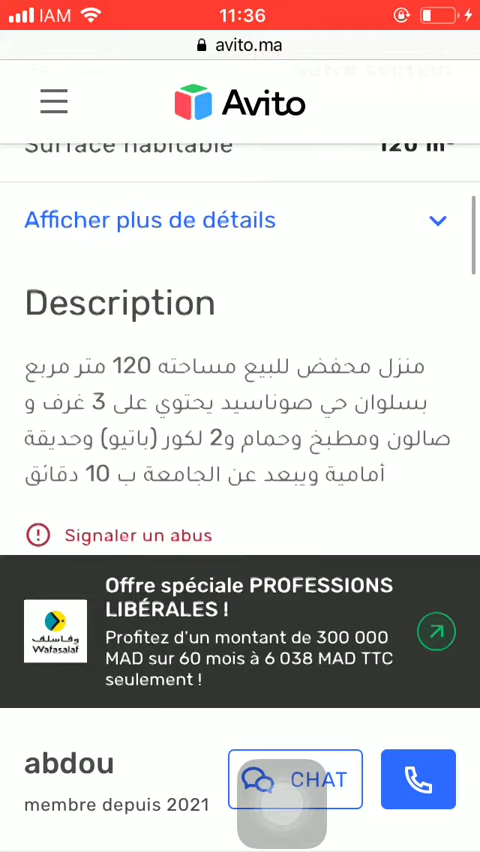 IAM
11:36
avito.ma
Avito
Surface habitable
120 m²
Afficher plus de détails
Description
منزل محفض للبيع مساحته 120 متر مربع
بسلوان حي صوناسيد يحتوي على 3 غرف و
صالون ومطبخ وحمام و2 لكور (باتيو) وحديقة
أمامية ويبعد عن الجامعة ب 10 دقائق
Signaler un abus
Offre spéciale PROFESSIONS
LIBÉRALES !
Profitez d'un montant de 300 000
MAD sur 60 mois à 6 038 MAD TTC
seulement !
وفاسلف
Wafasalaf
abdou
membre depuis 2021
CHAT